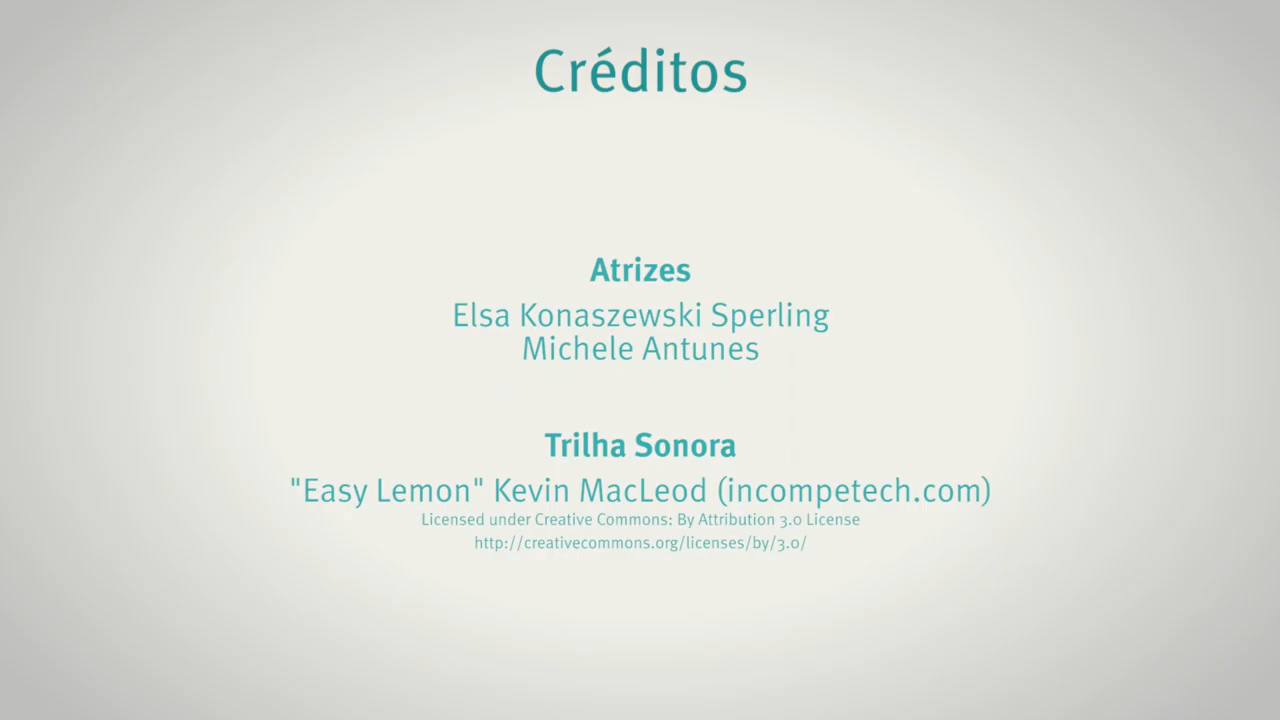 Créditos
Atrizes
Elsa Konaszewski Sperling
Michele Antunes
Trilha Sonora
"Easy Lemon" Kevin MacLeod (incompetech.com)
Licensed under Creative Commons: By Attribution 3.0 License
http://creativecommons.org/licenses/by/3.0/